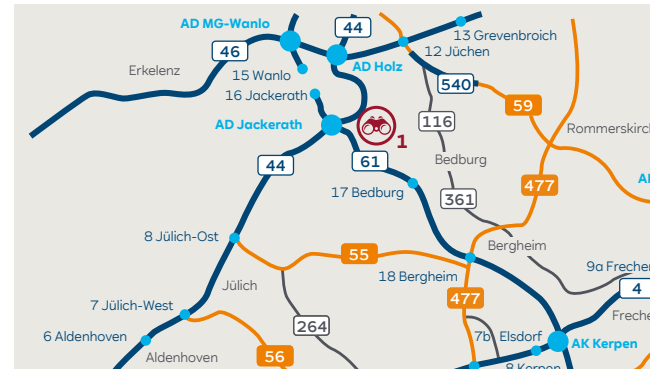 AD MG-Wanlo
44
13 Grevenbroich
46
12 Jüchen
Erkelenz
15 Wanlo
AD Holz
16 Jackerath
540
59
116
AD Jackerath
1
Rommerskirch
44
61
Bedburg
477
17 Bedburg
361
8 Jülich-Ost
Bergheim
55
18 Bergheim
9a Frechen
Jülich
4
477
7 Jülich-West
Freche
264
6 Aldenhoven
7b Elsdorf
AK Kerpen
Aldenhoven
56
8 Kerpen